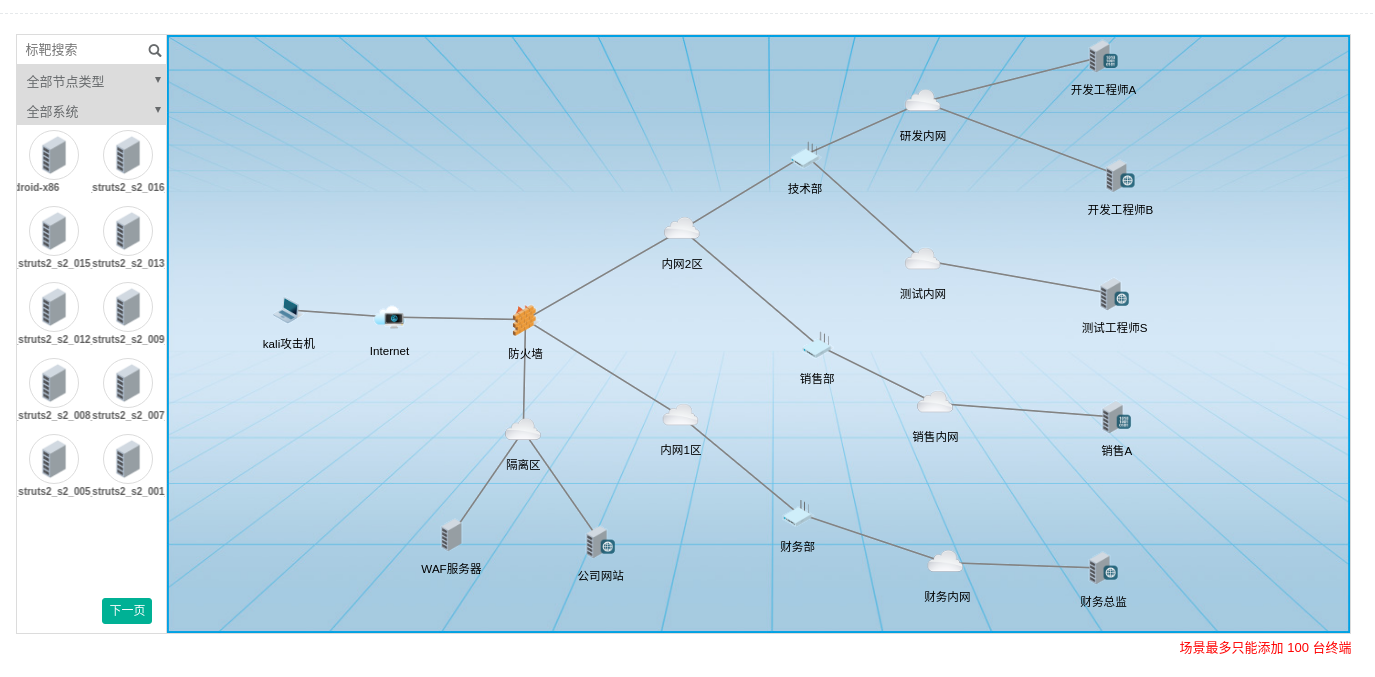 标靶搜索
全部节点类型
全部系统
droid-x86
struts2_s2_016
struts2_s2_015
struts2_s2_013
struts2_s2_012
struts2_s2_009
struts2_s2_008
struts2_s2_007
struts2_s2_005
struts2_s2_001
下一页
开发工程师A
研发内网
技术部
开发工程师B
内网2区
测试内网
测试工程师S
kali攻击机
Internet
防火墙
销售部
销售内网
销售A
内网1区
隔离区
财务部
WAF服务器
公司网站
财务内网
财务总监
场景最多只能添加 100 台终端